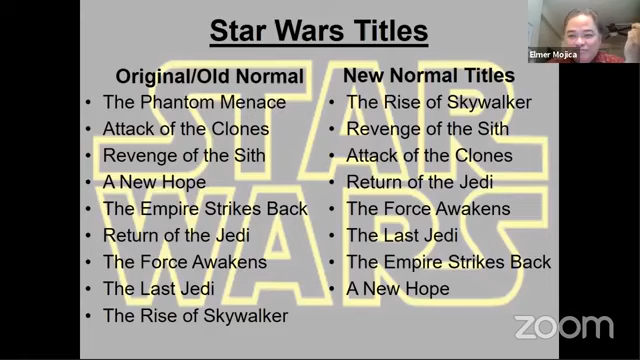 Star Wars Titles
Elmer Mojica
Original/Old Normal
• The Phantom Menace
• Attack of the Clones
• Revenge of the Sith
• A New Hope
• The Empire Strikes Back
• Return of the Jedi
• The Force Awakens
• The Last Jedi
• The Rise of Skywalker
New Normal Titles
• The Rise of Skywalker
• Revenge of the Sith
• Attack of the Clones
• Return of the Jedi
• The Force Awakens
• The Last Jedi
• The Empire Strikes Back
• A New Hope
STAR
WARS
zoom